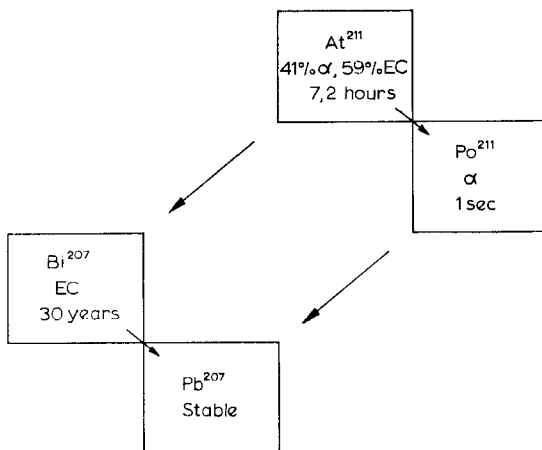 At²¹¹
41%α, 59%EC
7,2 hours
Po²¹¹
α
1 sec
Bi²⁰⁷
EC
30 years
Pb²⁰⁷
Stable